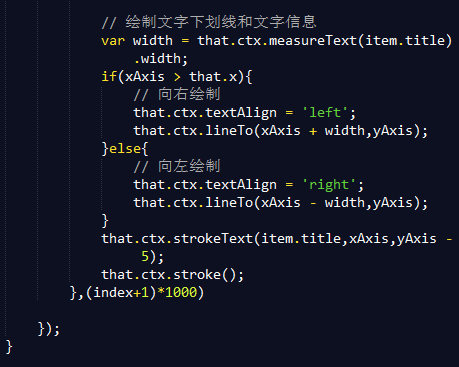 // 绘制文字下划线和文字信息
var width = that.ctx.measureText(item.title)
.width;
if(xAxis > that.x){
// 向右绘制
that.ctx.textAlign = 'left';
that.ctx.lineTo(xAxis + width,yAxis);
}else{
// 向左绘制
that.ctx.textAlign = 'right';
that.ctx.lineTo(xAxis - width,yAxis);
}
that.ctx.strokeText(item.title,xAxis,yAxis -
5);
that.ctx.stroke();
},(index+1)*1000)
});
}